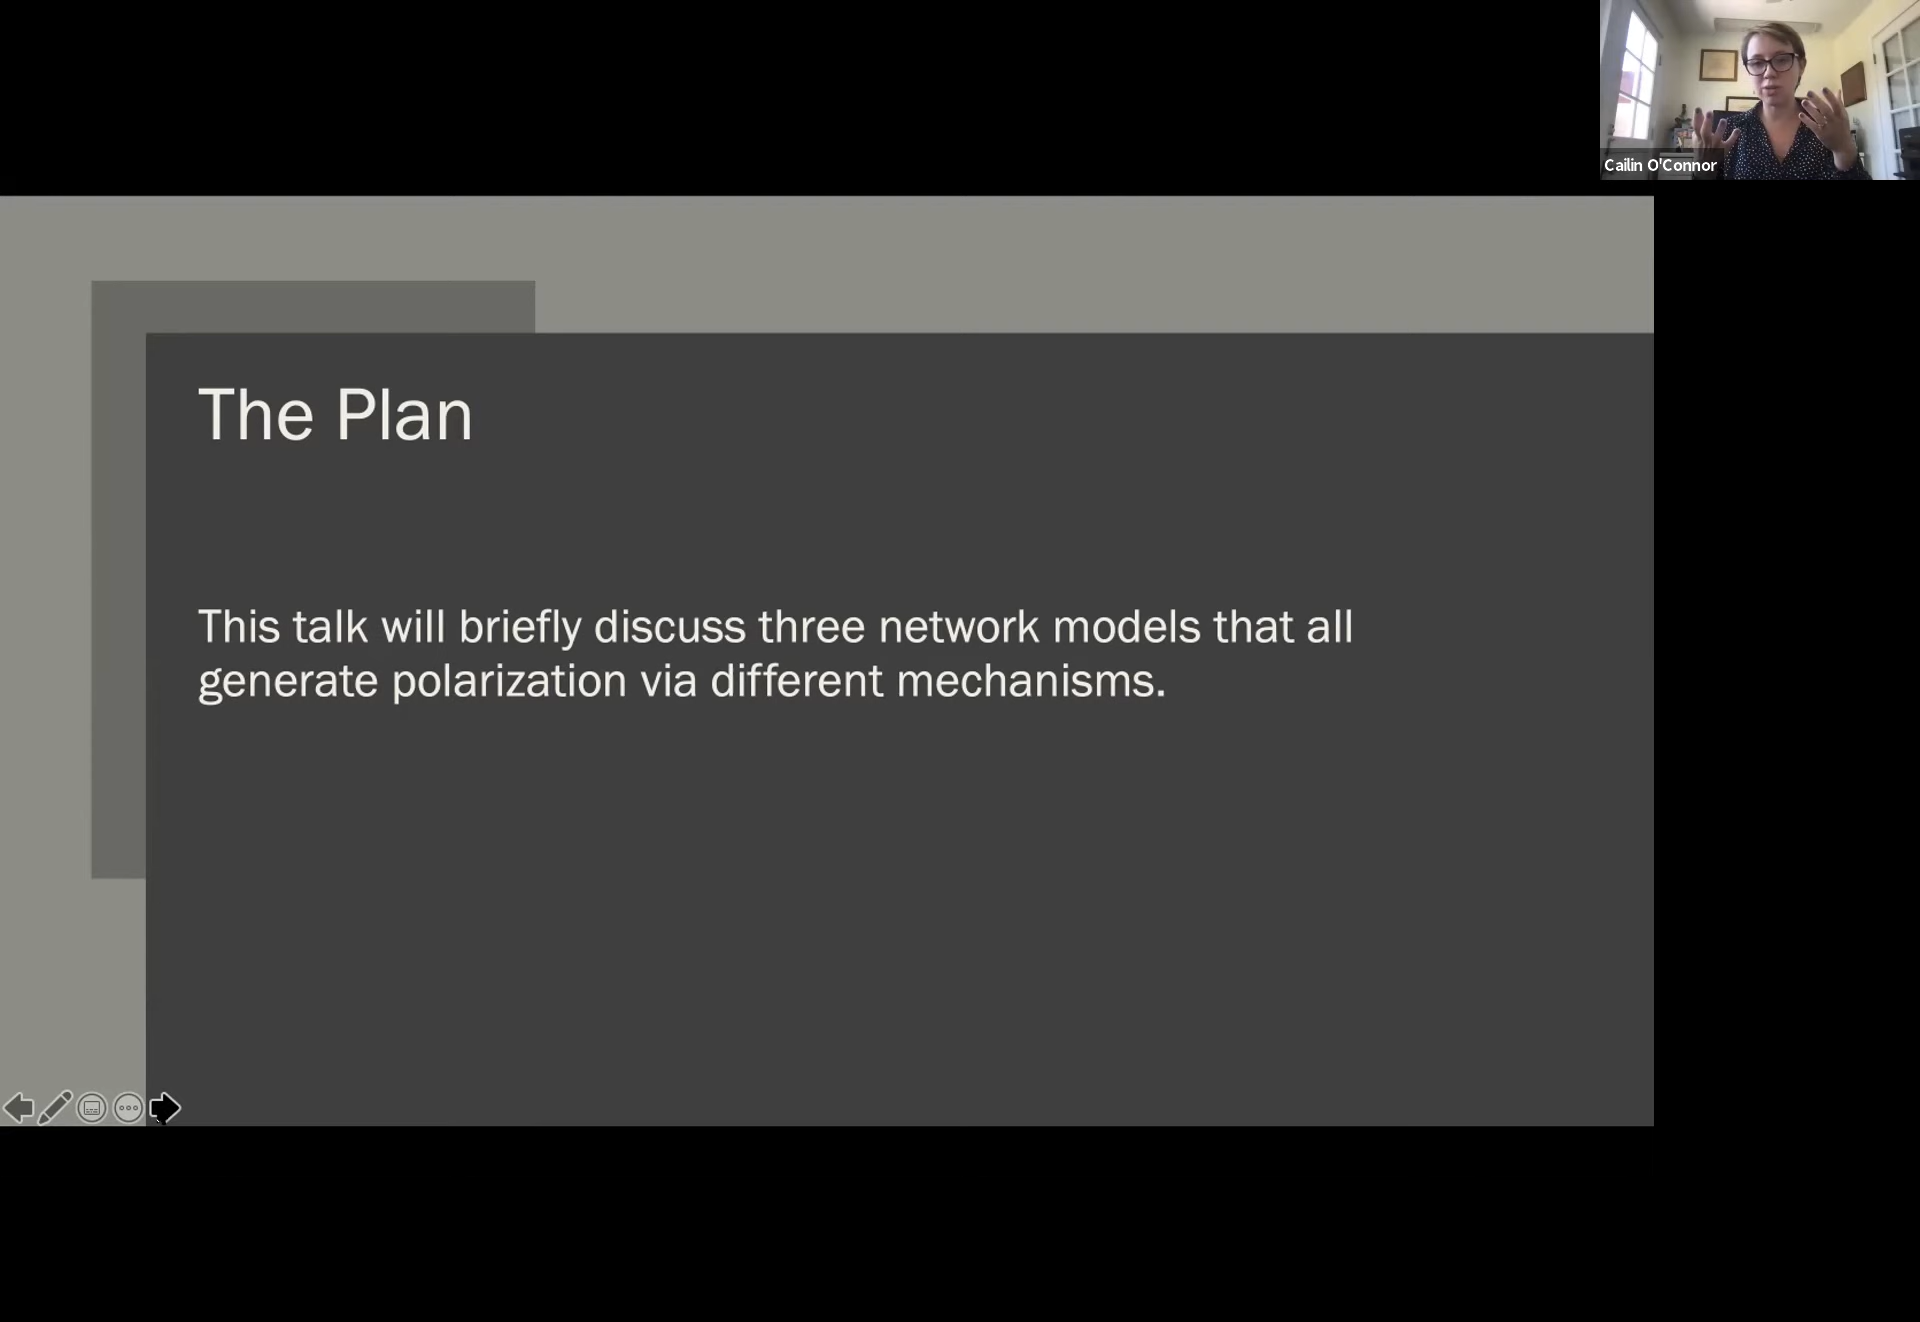 Cailin O'Connor
The Plan
This talk will briefly discuss three network models that all
generate polarization via different mechanisms.